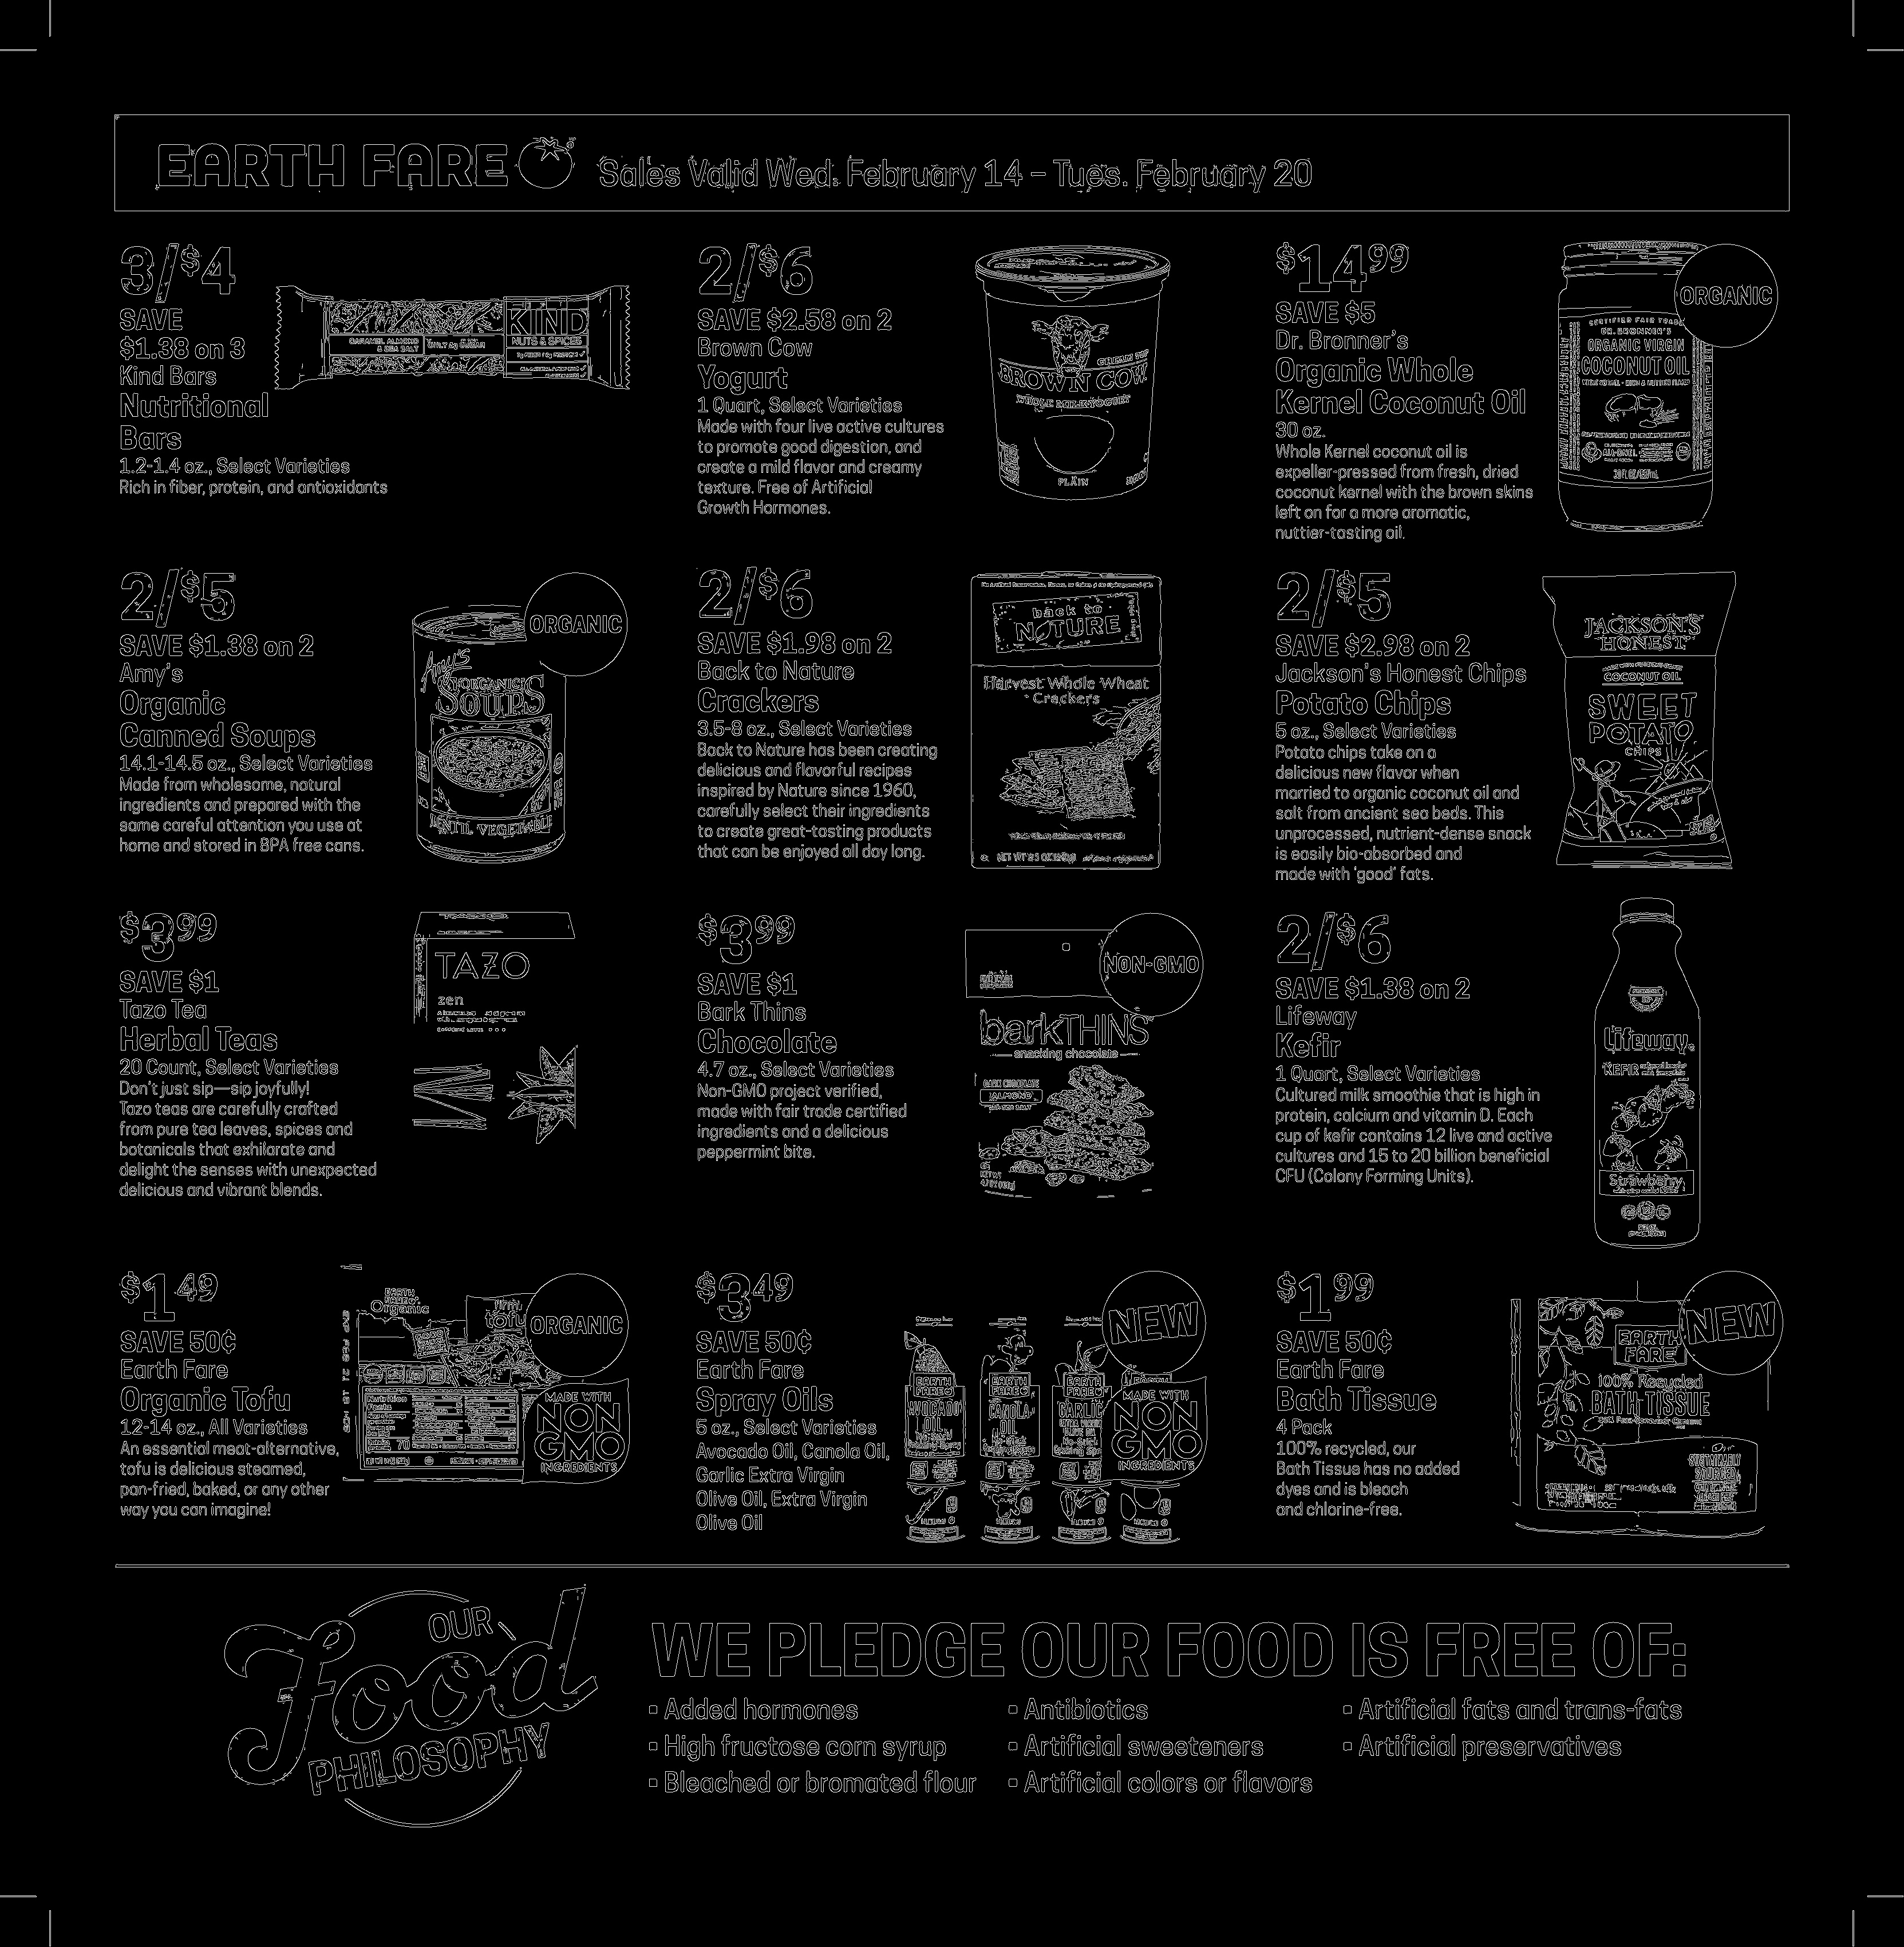 EARTH FARE Sales Valid Wed. February 14 – Tues. February 20
3/$4
SAVE
$1.38 on 3
Kind Bars
Nutritional
Bars
1.2-1.4 oz., Select Varieties
Rich in fiber, protein, and antioxidants
KIND
NUTS & SPICES
CARAMEL ALMOND
& SEA SALT
2/$6
SAVE $2.58 on 2
Brown Cow
Yogurt
1 Quart, Select Varieties
Made with four live active cultures
to promote good digestion, and
create a mild flavor and creamy
texture. Free of Artificial
Growth Hormones.
CREAM TOP
BROWN COW
WHOLE MILK YOGURT
PLAIN
$14.99
SAVE $5
Dr. Bronner's
Organic Whole
Kernel Coconut Oil
30 oz.
Whole Kernel coconut oil is
expeller-pressed from fresh, dried
coconut kernel with the brown skins
left on for a more aromatic,
nuttier-tasting oil.
ORGANIC
CERTIFIED FAIR TRADE
DR. BRONNER'S
ORGANIC VIRGIN
COCONUT OIL
2/$5
SAVE $1.38 on 2
Amy's
Organic
Canned Soups
14.1-14.5 oz., Select Varieties
Made from wholesome, natural
ingredients and prepared with the
same careful attention you use at
home and stored in BPA free cans.
ORGANIC
Amy's
ORGANIC
SOUPS
LENTIL VEGETABLE
2/$6
SAVE $1.98 on 2
Back to Nature
Crackers
3.5-8 oz., Select Varieties
Back to Nature has been creating
delicious and flavorful recipes
inspired by Nature since 1960,
carefully select their ingredients
to create great-tasting products
that can be enjoyed all day long.
back to
NATURE
Harvest Whole Wheat
Crackers
2/$5
SAVE $2.98 on 2
Jackson's Honest Chips
Potato Chips
5 oz., Select Varieties
Potato chips take on a
delicious new flavor when
married to organic coconut oil and
salt from ancient sea beds. This
unprocessed, nutrient-dense snack
is easily bio-absorbed and
made with 'good' fats.
JACKSON'S
HONEST
COCONUT OIL
SWEET
POTATO
CHIPS
$3.99
SAVE $1
Tazo Tea
Herbal Teas
20 Count, Select Varieties
Don't just sip—sip joyfully!
Tazo teas are carefully crafted
from pure tea leaves, spices and
botanicals that exhilarate and
delight the senses with unexpected
delicious and vibrant blends.
TAZO
zen
$3.99
SAVE $1
Bark Thins
Chocolate
4.7 oz., Select Varieties
Non-GMO project verified,
made with fair trade certified
ingredients and a delicious
peppermint bite.
NON-GMO
barkTHINS
snacking chocolate
DARK CHOCOLATE
ALMOND
2/$6
SAVE $1.38 on 2
Lifeway
Kefir
1 Quart, Select Varieties
Cultured milk smoothie that is high in
protein, calcium and vitamin D. Each
cup of kefir contains 12 live and active
cultures and 15 to 20 billion beneficial
CFU (Colony Forming Units).
Lifeway
KEFIR
Strawberry
$1.49
SAVE 50¢
Earth Fare
Organic Tofu
12-14 oz., All Varieties
An essential meat-alternative,
tofu is delicious steamed,
pan-fried, baked, or any other
way you can imagine!
EARTH
FARE
Organic
tofu
ORGANIC
MADE WITH
NON
GMO
INGREDIENTS
$3.49
SAVE 50¢
Earth Fare
Spray Oils
5 oz., Select Varieties
Avocado Oil, Canola Oil,
Garlic Extra Virgin
Olive Oil, Extra Virgin
Olive Oil
NEW
EARTH FARE AVOCADO OIL
EARTH FARE CANOLA OIL
EARTH FARE GARLIC
MADE WITH
NON
GMO
INGREDIENTS
$1.99
SAVE 50¢
Earth Fare
Bath Tissue
4 Pack
100% recycled, our
Bath Tissue has no added
dyes and is bleach
and chlorine-free.
NEW
EARTH
FARE
100% Recycled
BATH TISSUE
SUSTAINABLY
SOURCED
OUR
Food
PHILOSOPHY
WE PLEDGE OUR FOOD IS FREE OF:
▪ Added hormones
▪ High fructose corn syrup
▪ Bleached or bromated flour
▪ Antibiotics
▪ Artificial sweeteners
▪ Artificial colors or flavors
▪ Artificial fats and trans-fats
▪ Artificial preservatives